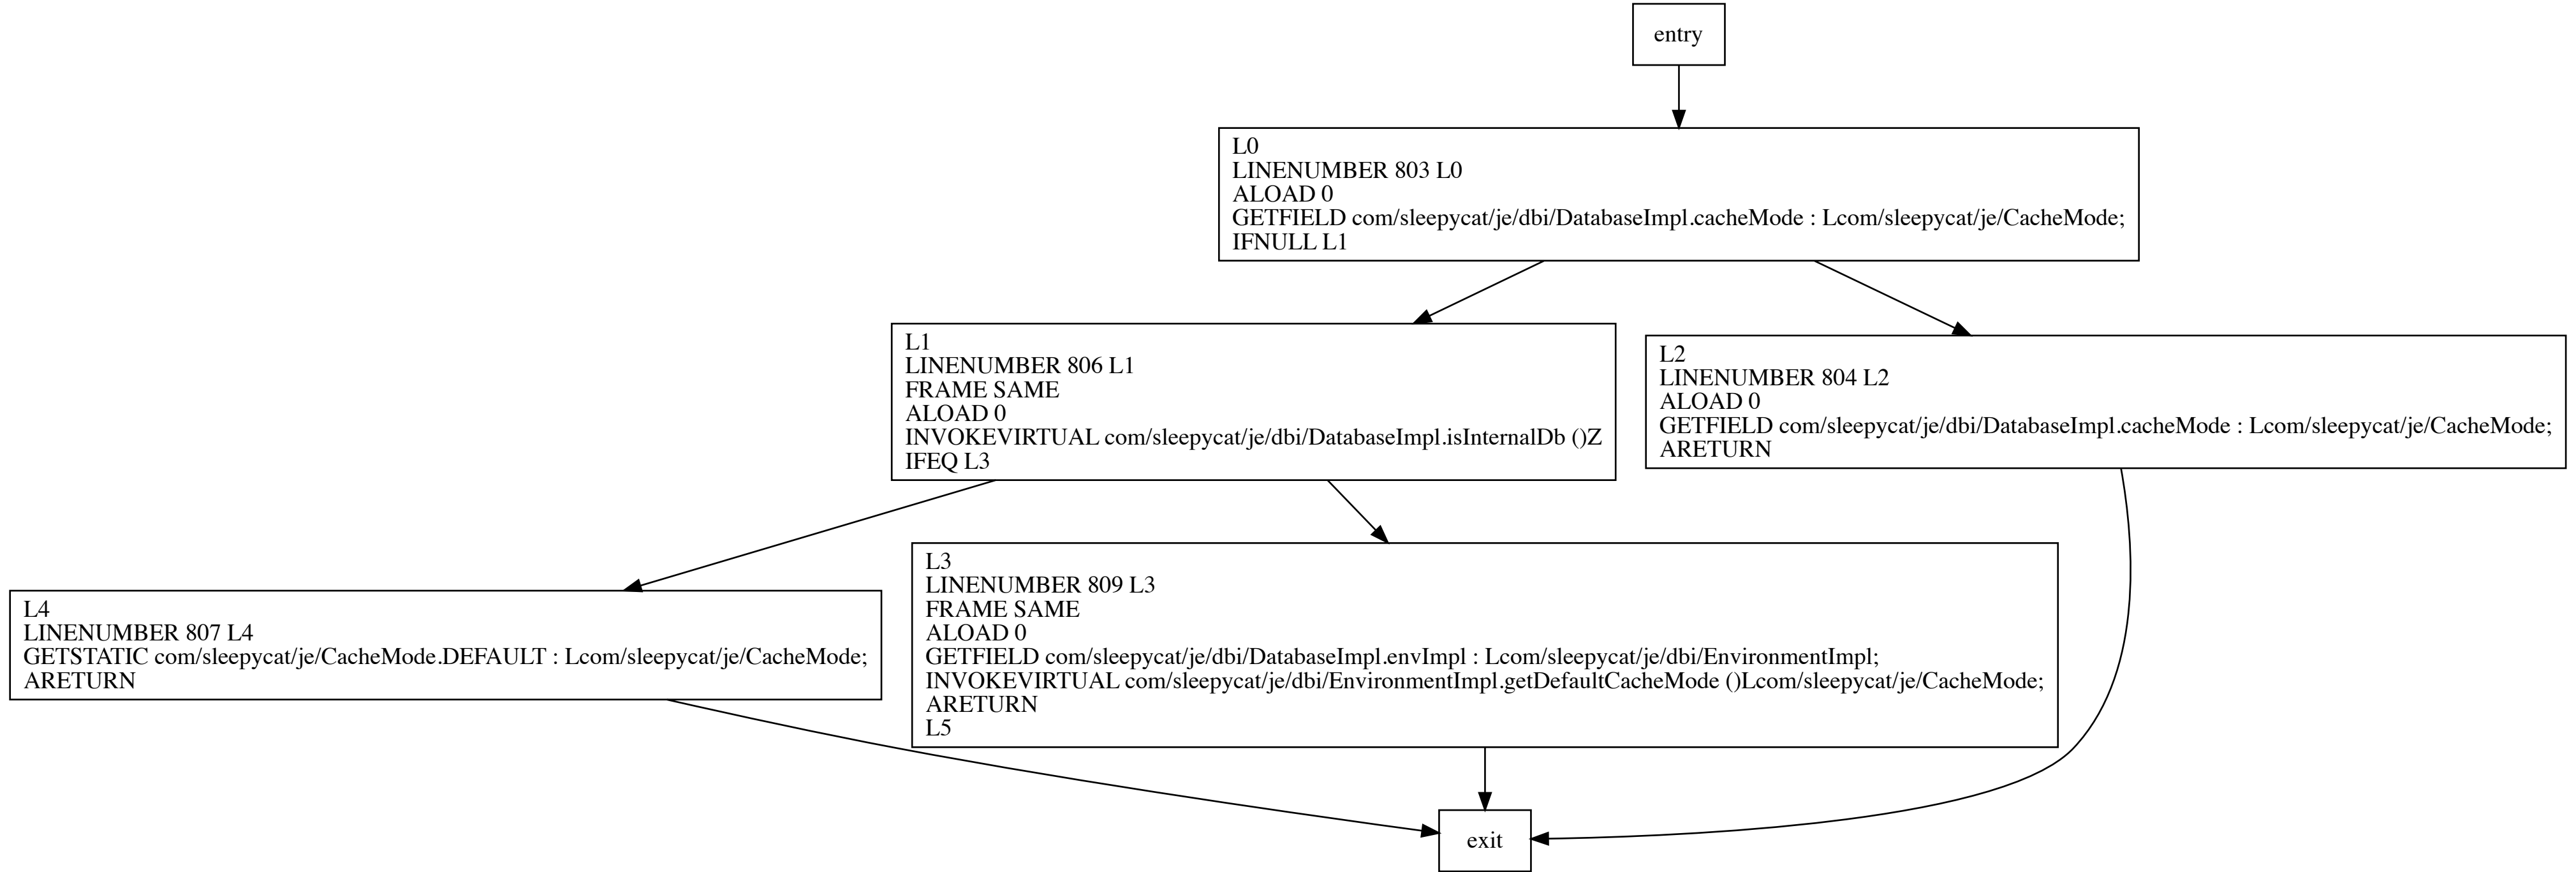 entry
L0
LINENUMBER 803 L0
ALOAD 0
GETFIELD com/sleepycat/je/dbi/DatabaseImpl.cacheMode : Lcom/sleepycat/je/CacheMode;
IFNULL L1
L1
LINENUMBER 806 L1
FRAME SAME
ALOAD 0
INVOKEVIRTUAL com/sleepycat/je/dbi/DatabaseImpl.isInternalDb ()Z
IFEQ L3
L2
LINENUMBER 804 L2
ALOAD 0
GETFIELD com/sleepycat/je/dbi/DatabaseImpl.cacheMode : Lcom/sleepycat/je/CacheMode;
ARETURN
L4
LINENUMBER 807 L4
GETSTATIC com/sleepycat/je/CacheMode.DEFAULT : Lcom/sleepycat/je/CacheMode;
ARETURN
L3
LINENUMBER 809 L3
FRAME SAME
ALOAD 0
GETFIELD com/sleepycat/je/dbi/DatabaseImpl.envImpl : Lcom/sleepycat/je/dbi/EnvironmentImpl;
INVOKEVIRTUAL com/sleepycat/je/dbi/EnvironmentImpl.getDefaultCacheMode ()Lcom/sleepycat/je/CacheMode;
ARETURN
L5
exit